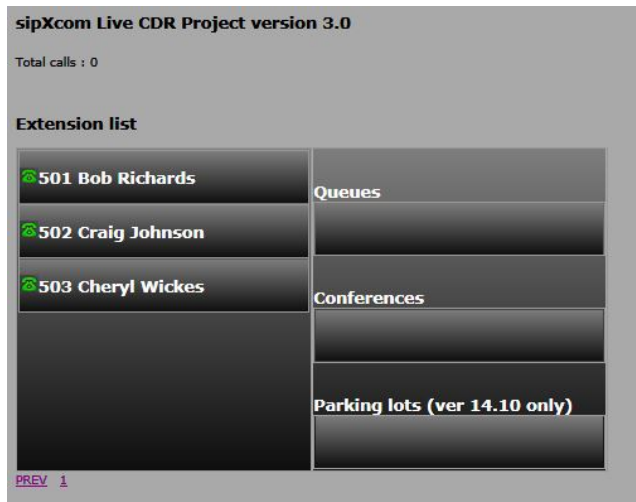 sipXcom Live CDR Project version 3.0
Total calls : 0
Extension list
501 Bob Richards
502 Craig Johnson
503 Cheryl Wickes
Queues
Conferences
Parking lots (ver 14.10 only)
PREV 1